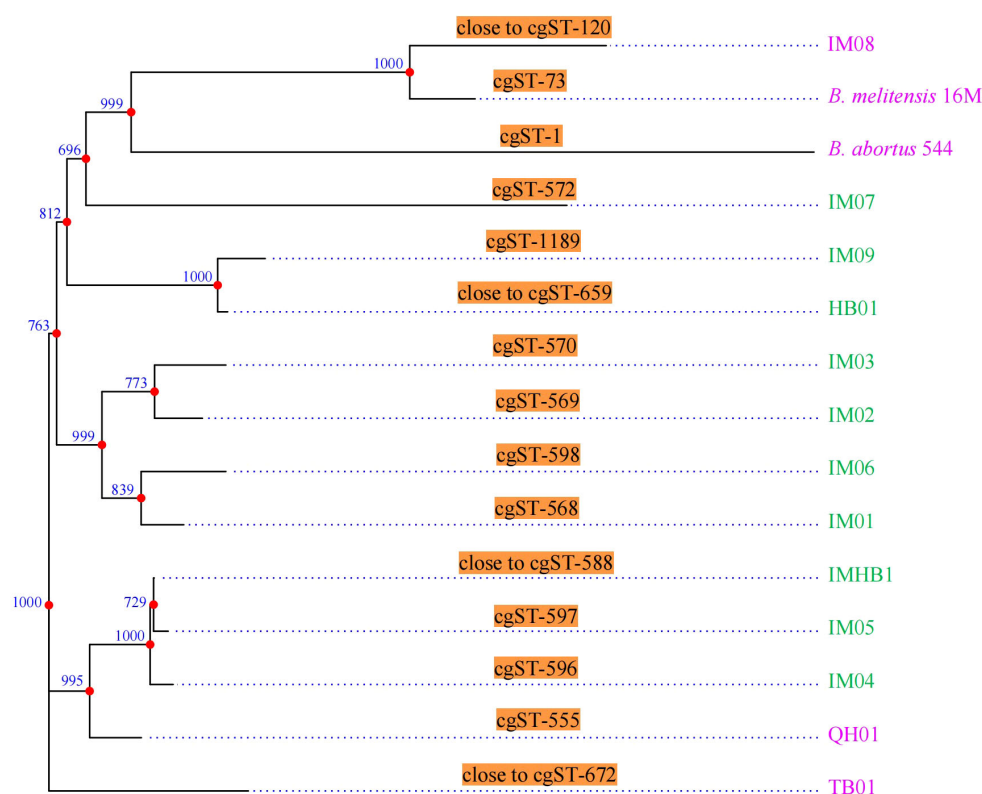 close to cgST-120
IM08
1000
cgST-73
B. melitensis 16M
999
cgST-1
B. abortus 544
696
cgST-572
IM07
812
cgST-1189
IM09
1000
close to cgST-659
HB01
763
cgST-570
IM03
773
cgST-569
IM02
999
cgST-598
IM06
839
cgST-568
IM01
close to cgST-588
IMHB1
1000
729
cgST-597
IM05
1000
cgST-596
IM04
995
cgST-555
QH01
close to cgST-672
TB01